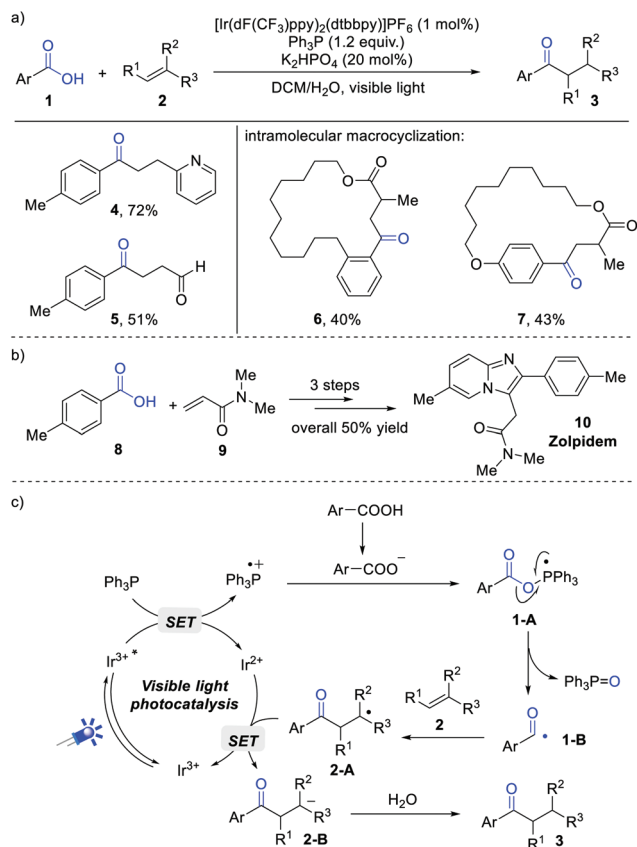 a)
[Ir(dF(CF3)ppy)2(dtbbpy)]PF6 (1 mol%)
Ph3P (1.2 equiv.)
K2HPO4 (20 mol%)
DCM/H2O, visible light
Ar O OH
1
+
R1 R2 R3
2
Ar O R2 R3 R1
3
O N Me
4, 72%
O H O Me
5, 51%
intramolecular macrocyclization:
O O Me O
6, 40%
O O Me O O
7, 43%
b)
O OH Me
8
+
O N Me Me
9
3 steps
overall 50% yield
N N Me Me O N Me Me
10
Zolpidem
c)
Ar–COOH
Ar–COO−
Ph3P
Ph3P•+
SET
Ir3+ *
Ir2+
Visible light
photocatalysis
SET
Ir3+
O Ar O PPh3 •
1-A
Ph3P=O
O Ar •
1-B
R1 R2 R3
2
O R2 Ar • R3 R1
2-A
O R2 Ar − R3 R1
2-B
H2O
O R2 Ar R3 R1
3